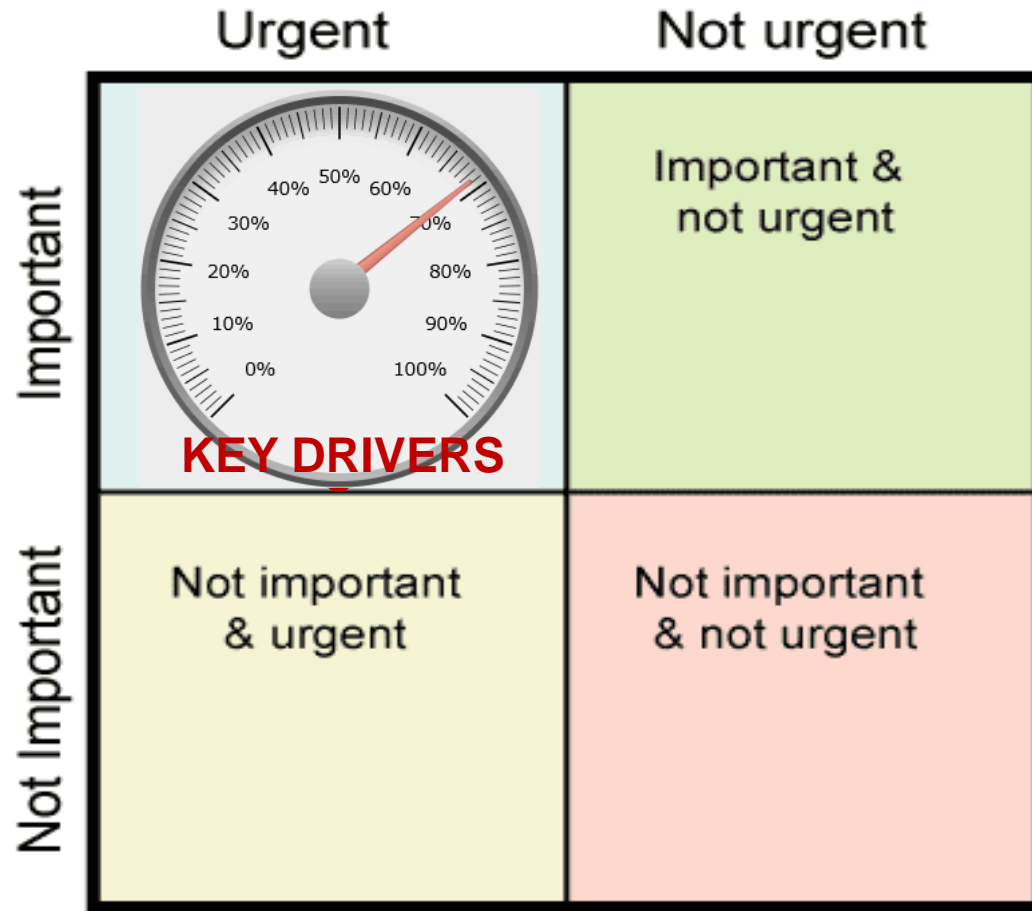 Urgent
Not urgent
Important
50%
40%
60%
30%
70%
20%
80%
10%
90%
0%
100%
KEY DRIVERS
Important &
not urgent
Not Important
Not important
& urgent
Not important
& not urgent